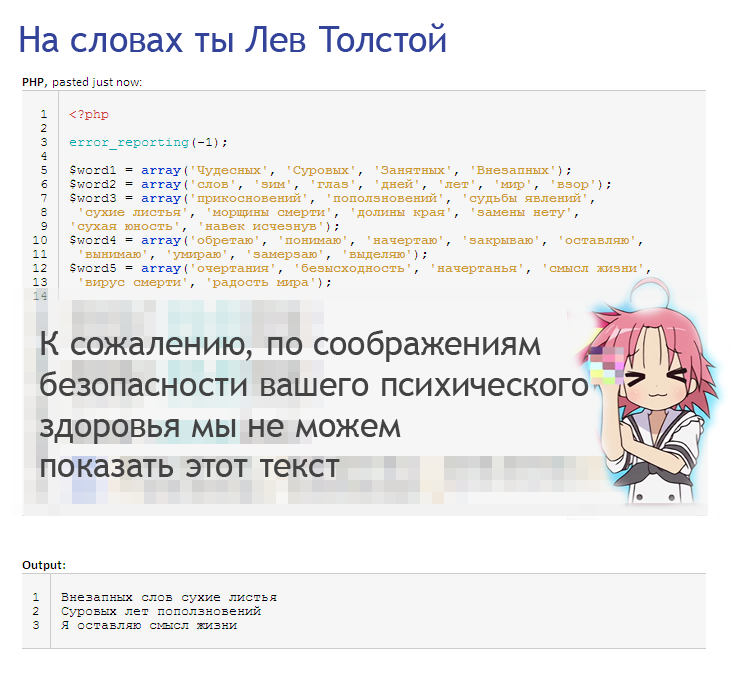 На словах ты Лев Толстой
PHP, pasted just now:
1 <?php
2
3 error_reporting(-1);
4
5 $word1 = array('Чудесных', 'Суровых', 'Занятных', 'Внезапных');
6 $word2 = array('слов', 'зим', 'глаз', 'дней', 'лет', 'мир', 'взор');
7 $word3 = array('прикосновений', 'поползновений', 'судьбы явлений',
8 'сухие листья', 'морщины смерти', 'долины края', 'замены нету',
9 'сухая юность', 'навек исчезнув');
10 $word4 = array('обретаю', 'понимаю', 'начертаю', 'закрываю', 'оставляю',
11 'вынимаю', 'умираю', 'замерзаю', 'выделяю');
12 $word5 = array('очертания', 'безысходность', 'начертанья', 'смысл жизни',
13 'вирус смерти', 'радость мира');
14
К сожалению, по соображениям
безопасности вашего психического
здоровья мы не можем
показать этот текст
Output:
1 Внезапных слов сухие листья
2 Суровых лет поползновений
3 Я оставляю смысл жизни